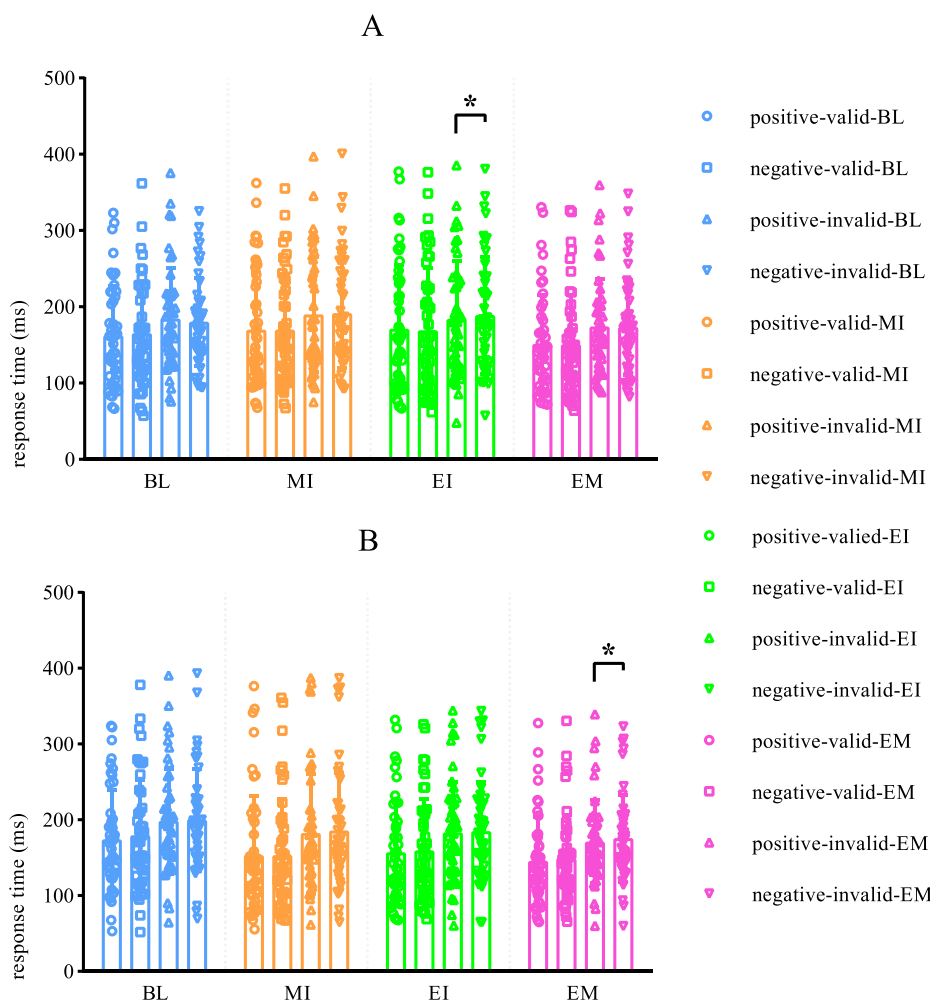 A
500
400
300
200
100
0
response time (ms)
*
BL MI EI EM
positive-valid-BL
negative-valid-BL
positive-invalid-BL
negative-invalid-BL
positive-valid-MI
negative-valid-MI
positive-invalid-MI
negative-invalid-MI
positive-valied-EI
negative-valid-EI
positive-invalid-EI
negative-invalid-EI
positive-valid-EM
negative-valid-EM
positive-invalid-EM
negative-invalid-EM
B
500
400
300
200
100
0
response time (ms)
*
BL MI EI EM